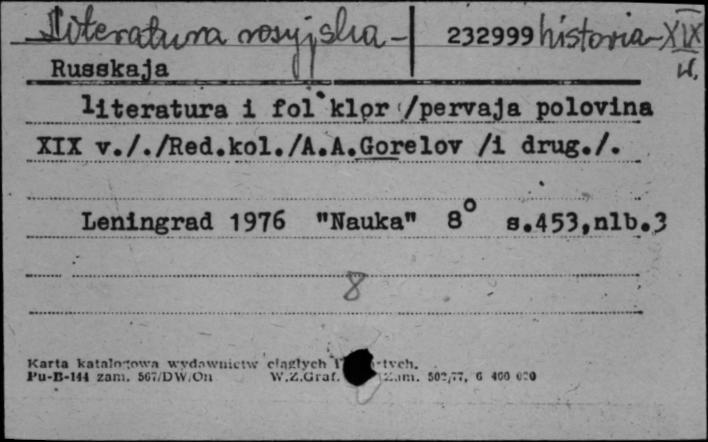 Literatura rosyjska - 232999 historia - XIX w.
Russkaja
literatura i fol`klor /pervaja polovina
XIX v././Red.kol./A.A.Gorelov /i drug./.
Leningrad 1976 "Nauka" 8° s.453,nlb.3
8
Karta katalogowa wydawnictw ciągłych
Pu-B-144 zam. 567/DW/On W.Z.Graf. Zam. 502/77, 6 400 000